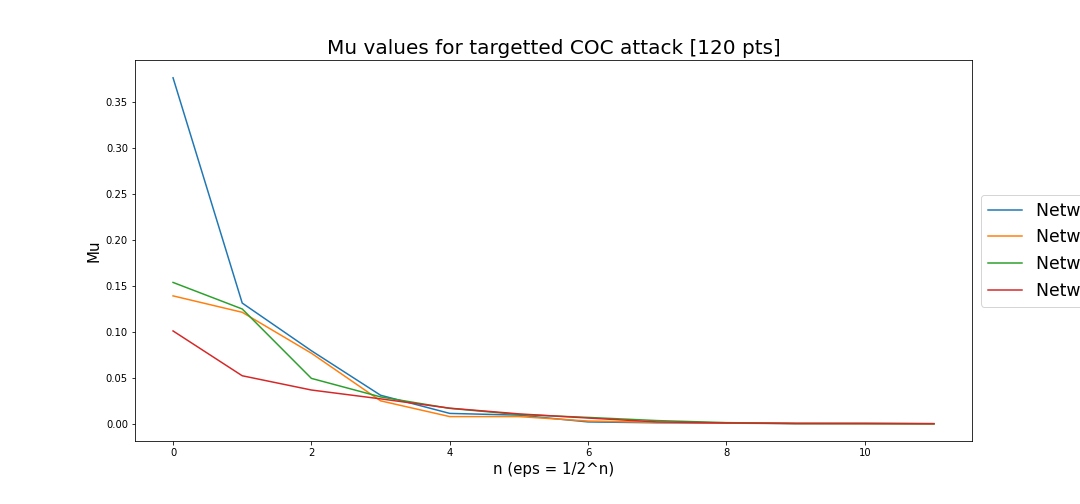 Mu values for targetted COC attack [120 pts]
0.35
0.30
0.25
0.20
0.15
0.10
0.05
0.00
Mu
0 2 4 6 8 10
n (eps = 1/2^n)
Netw
Netw
Netw
Netw